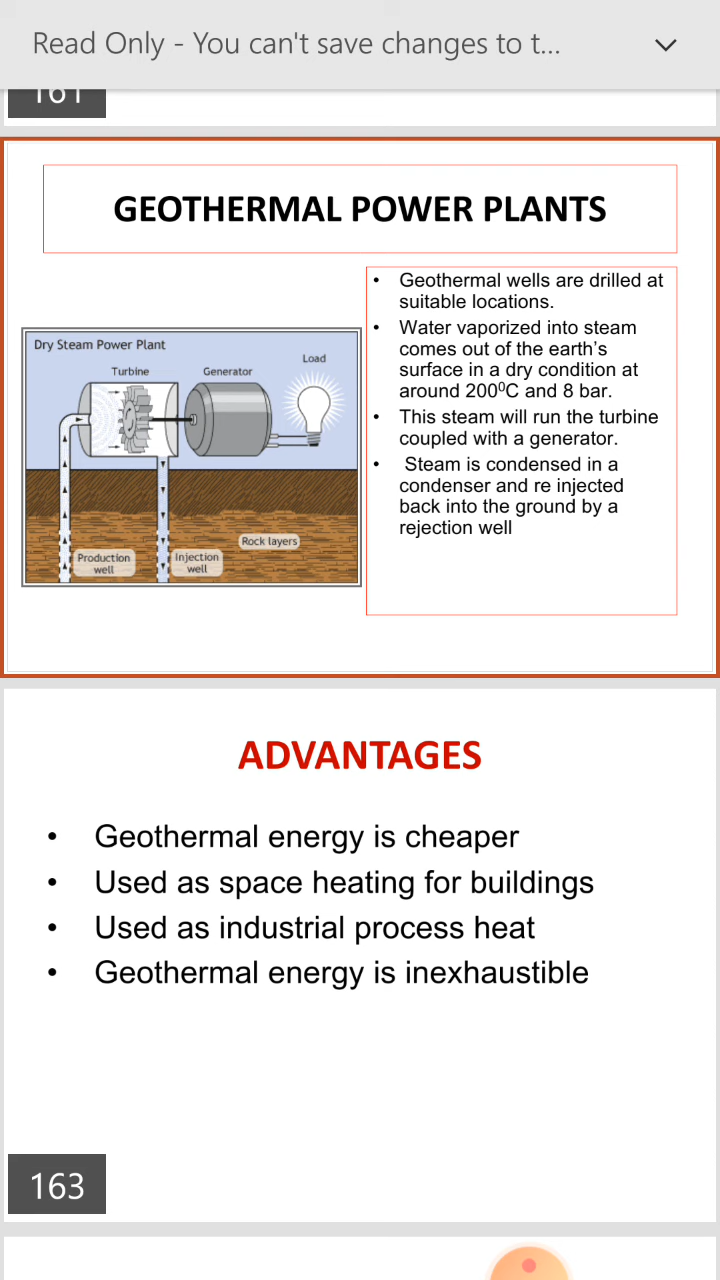 Read Only - You can't save changes to t...
161
GEOTHERMAL POWER PLANTS
Dry Steam Power Plant
Turbine
Generator
Load
Rock layers
Production
well
Injection
well
• Geothermal wells are drilled at
suitable locations.
• Water vaporized into steam
comes out of the earth’s
surface in a dry condition at
around 200⁰C and 8 bar.
• This steam will run the turbine
coupled with a generator.
• Steam is condensed in a
condenser and re injected
back into the ground by a
rejection well
ADVANTAGES
• Geothermal energy is cheaper
• Used as space heating for buildings
• Used as industrial process heat
• Geothermal energy is inexhaustible
163